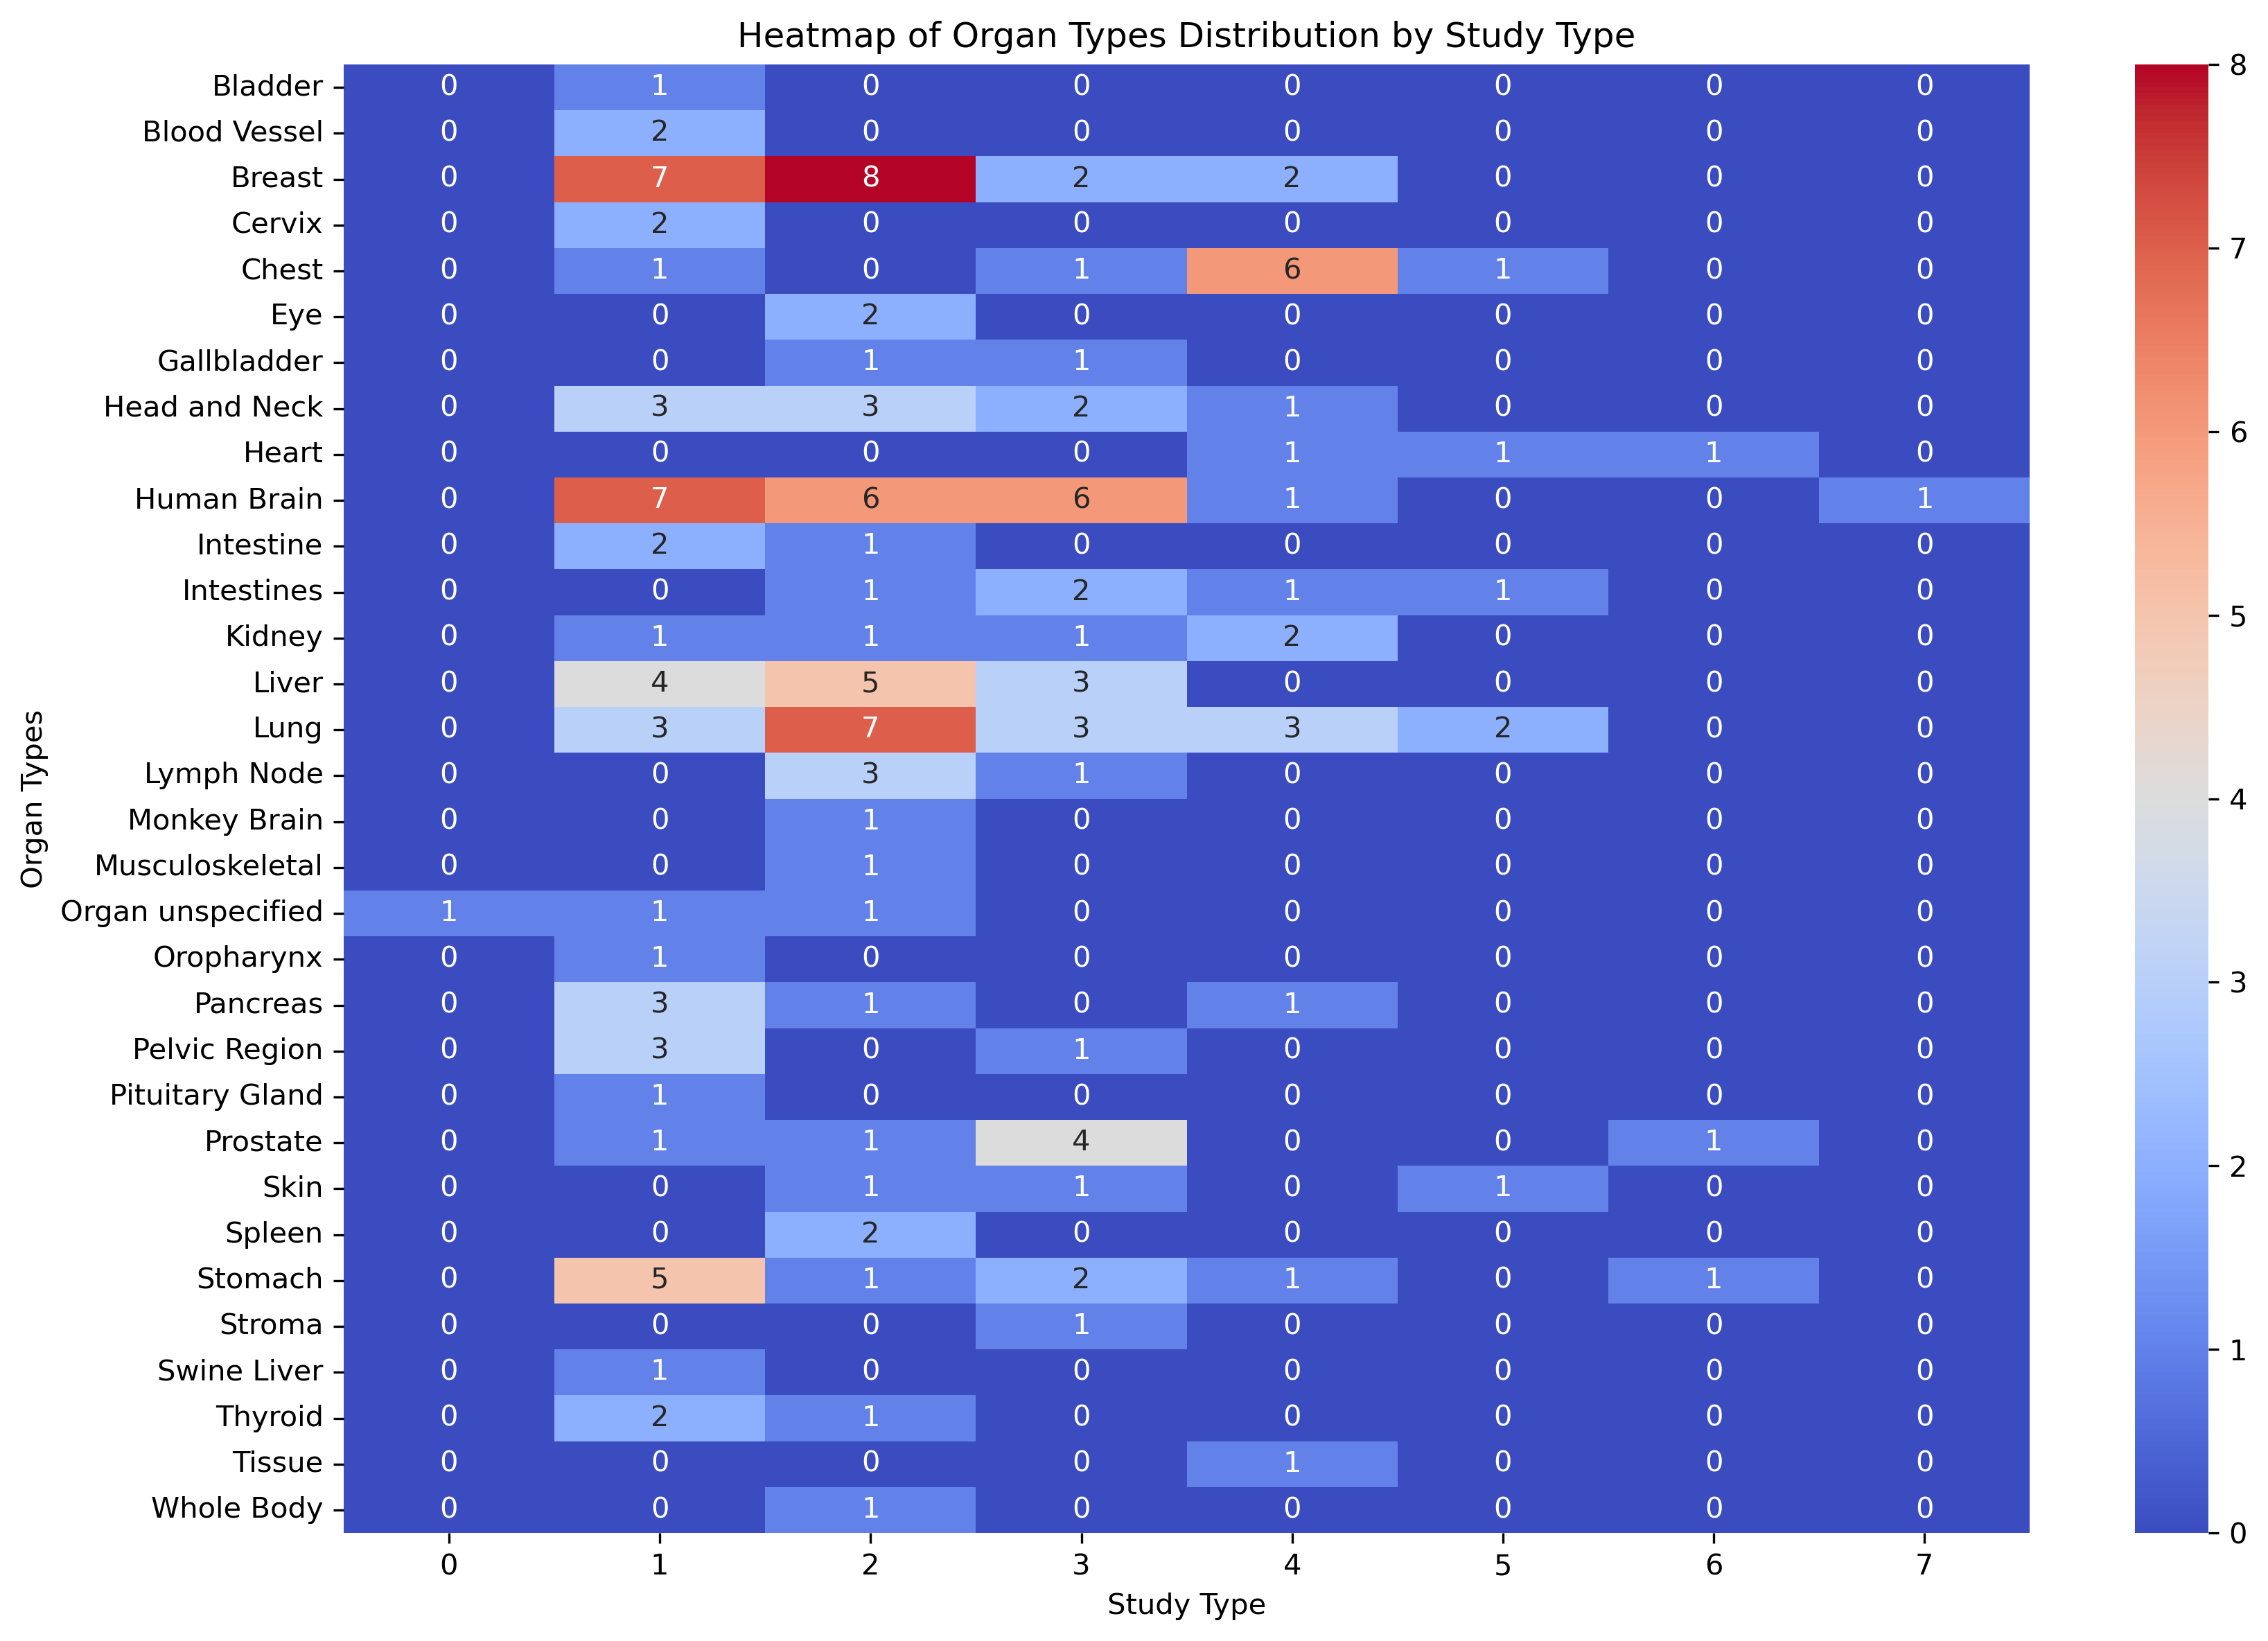 Heatmap of Organ Types Distribution by Study Type
Bladder 0 1 0 0 0 0 0 0
Blood Vessel 0 2 0 0 0 0 0 0
Breast 0 7 8 2 2 0 0 0
Cervix 0 2 0 0 0 0 0 0
Chest 0 1 0 1 6 1 0 0
Eye 0 0 2 0 0 0 0 0
Gallbladder 0 0 1 1 0 0 0 0
Head and Neck 0 3 3 2 1 0 0 0
Heart 0 0 0 0 1 1 1 0
Human Brain 0 7 6 6 1 0 0 1
Intestine 0 2 1 0 0 0 0 0
Intestines 0 0 1 2 1 1 0 0
Kidney 0 1 1 1 2 0 0 0
Liver 0 4 5 3 0 0 0 0
Lung 0 3 7 3 3 2 0 0
Lymph Node 0 0 3 1 0 0 0 0
Monkey Brain 0 0 1 0 0 0 0 0
Musculoskeletal 0 0 1 0 0 0 0 0
Organ unspecified 1 1 1 0 0 0 0 0
Oropharynx 0 1 0 0 0 0 0 0
Pancreas 0 3 1 0 1 0 0 0
Pelvic Region 0 3 0 1 0 0 0 0
Pituitary Gland 0 1 0 0 0 0 0 0
Prostate 0 1 1 4 0 0 1 0
Skin 0 0 1 1 0 1 0 0
Spleen 0 0 2 0 0 0 0 0
Stomach 0 5 1 2 1 0 1 0
Stroma 0 0 0 1 0 0 0 0
Swine Liver 0 1 0 0 0 0 0 0
Thyroid 0 2 1 0 0 0 0 0
Tissue 0 0 0 0 1 0 0 0
Whole Body 0 0 1 0 0 0 0 0
0 1 2 3 4 5 6 7
Study Type
Organ Types
8
7
6
5
4
3
2
1
0